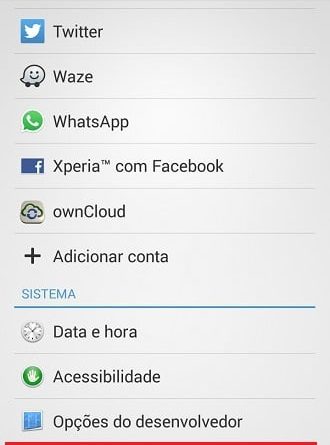 Twitter
Waze
WhatsApp
Xperia™ com Facebook
ownCloud
Adicionar conta
SISTEMA
Data e hora
Acessibilidade
Opções do desenvolvedor